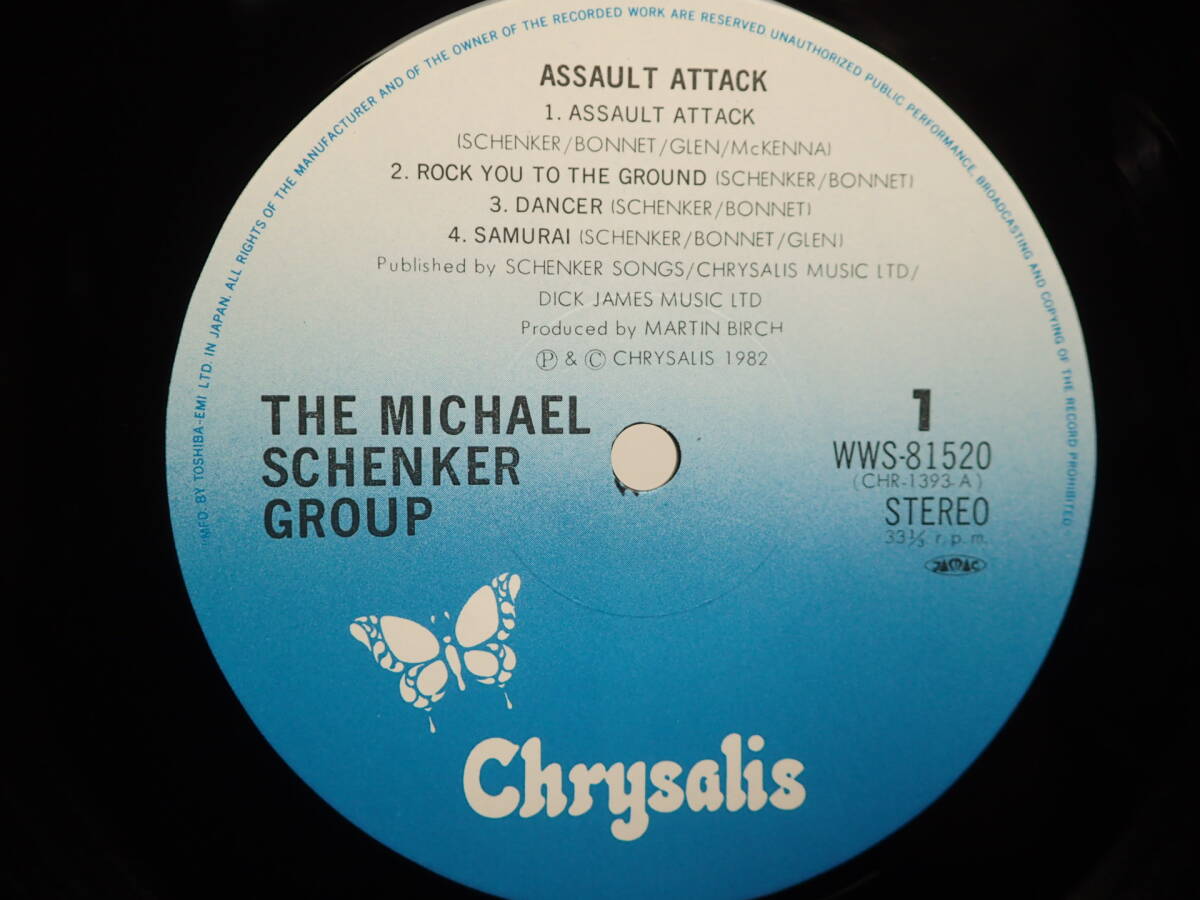 "MFD. BY TOSHIBA-EMI LTD. IN JAPAN. ALL RIGHTS OF THE MANUFACTURER AND OF THE OWNER OF THE RECORDED WORK ARE RESERVED. UNAUTHORIZED PUBLIC PERFORMANCE, BROADCASTING AND COPYING OF THE RECORD PROHIBITED"
ASSAULT ATTACK
1. ASSAULT ATTACK
(SCHENKER/BONNET/GLEN/McKENNA)
2. ROCK YOU TO THE GROUND (SCHENKER/BONNET)
3. DANCER (SCHENKER/BONNET)
4. SAMURAI (SCHENKER/BONNET/GLEN)
Published by SCHENKER SONGS/CHRYSALIS MUSIC LTD/
DICK JAMES MUSIC LTD
Produced by MARTIN BIRCH
Ⓟ & © CHRYSALIS 1982
THE MICHAEL
SCHENKER
GROUP
1
WWS-81520
(CHR-1393-A)
STEREO
33⅓ r.p.m.
JASRAC
Chrysalis